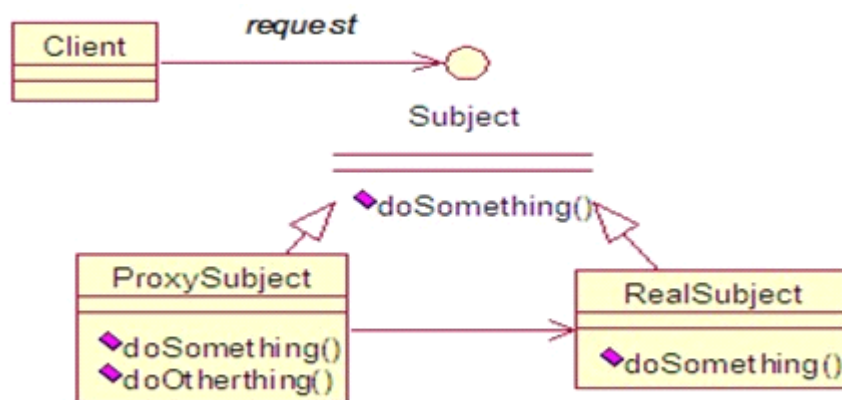 request
Client
Subject
doSomething()
ProxySubject
doSomething()
doOtherthing()
RealSubject
doSomething()